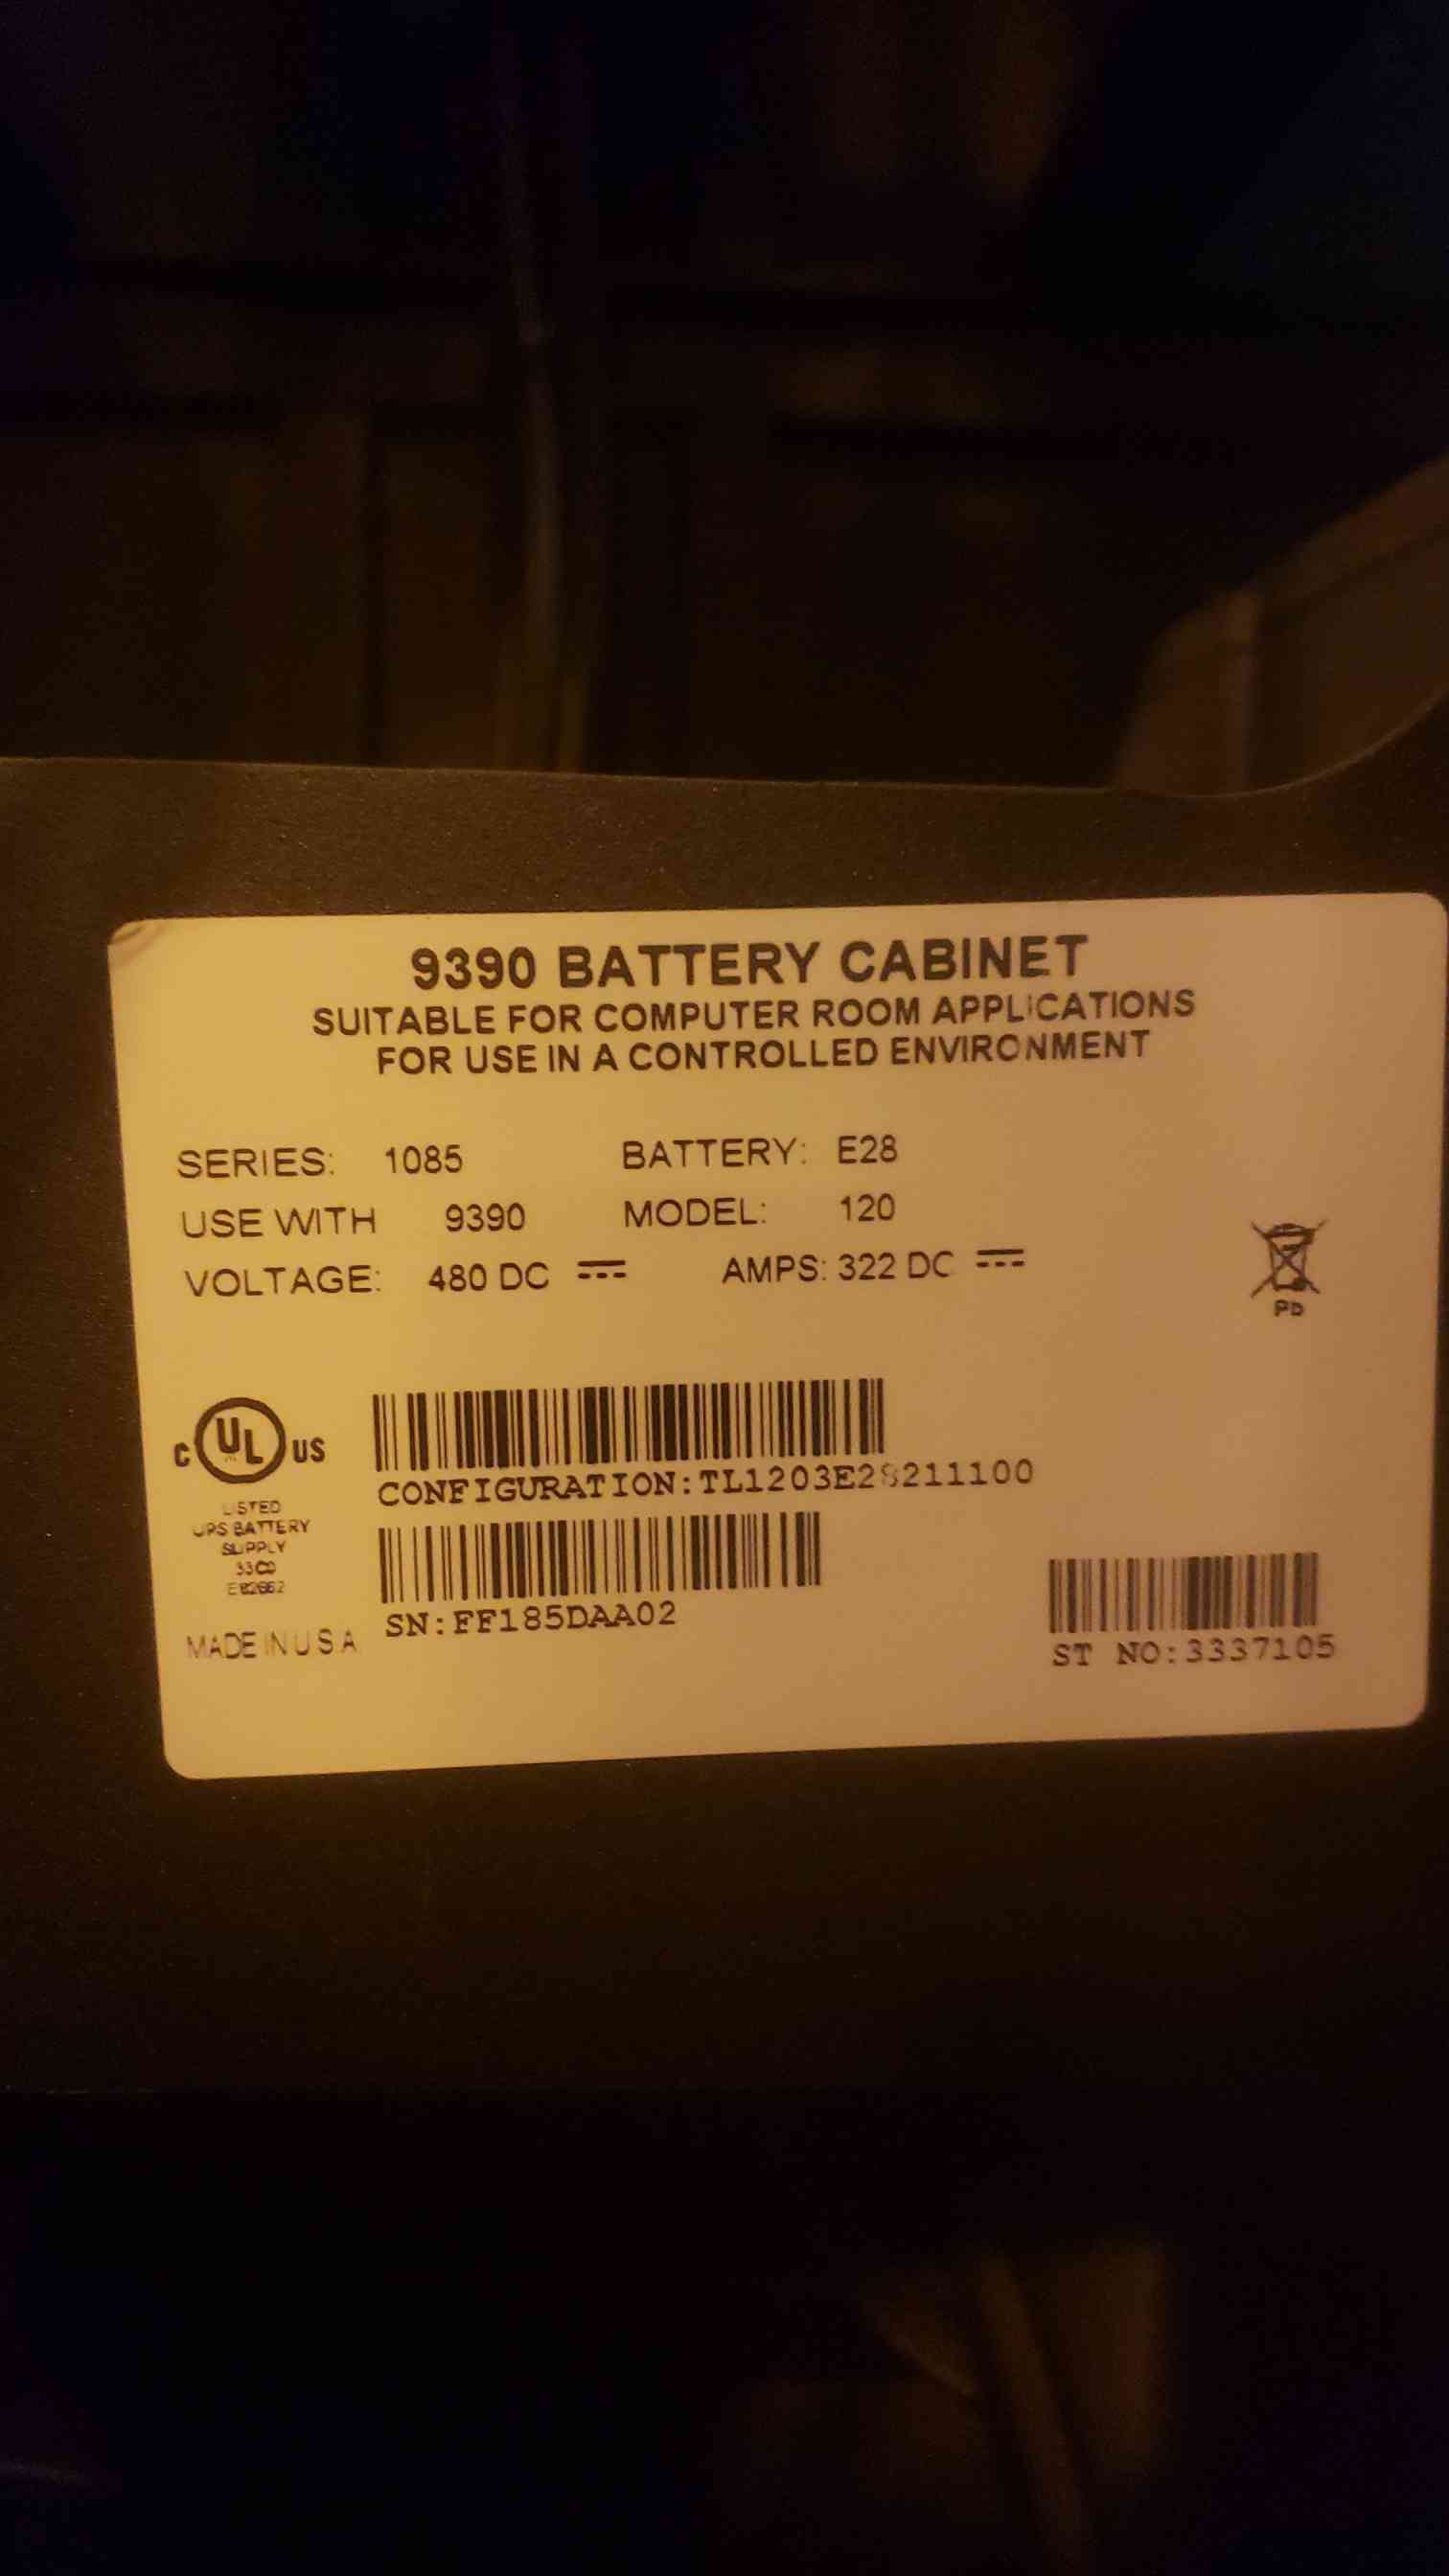 9390 BATTERY CABINET
SUITABLE FOR COMPUTER ROOM APPLICATIONS
FOR USE IN A CONTROLLED ENVIRONMENT
SERIES: 1085 BATTERY: E28
USE WITH 9390 MODEL: 120
VOLTAGE: 480 DC AMPS: 322 DC
Pb
C UL US
CONFIGURATION:TL1203E28211100
LISTED
UPS BATTERY
SUPPLY
SN:FF185DAA02
MADE IN U S A
ST NO:3337105